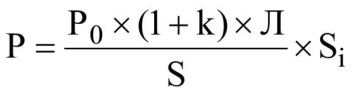 P = P₀ × (1 + k) × Л / S × Sᵢ